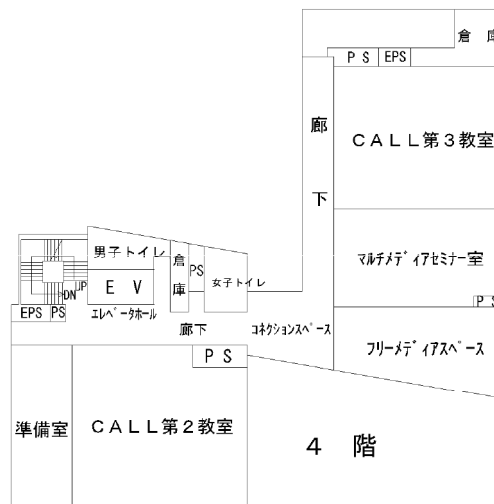 倉 庫
PS EPS
廊下
CALL第3教室
マルチメディアセミナー室
PS
フリーメディアスペース
男子トイレ
倉庫
PS
女子トイレ
UP
DN
EV
EPS PS
エレベータホール
廊下
コネクションスペース
PS
準備室
CALL第2教室
4 階